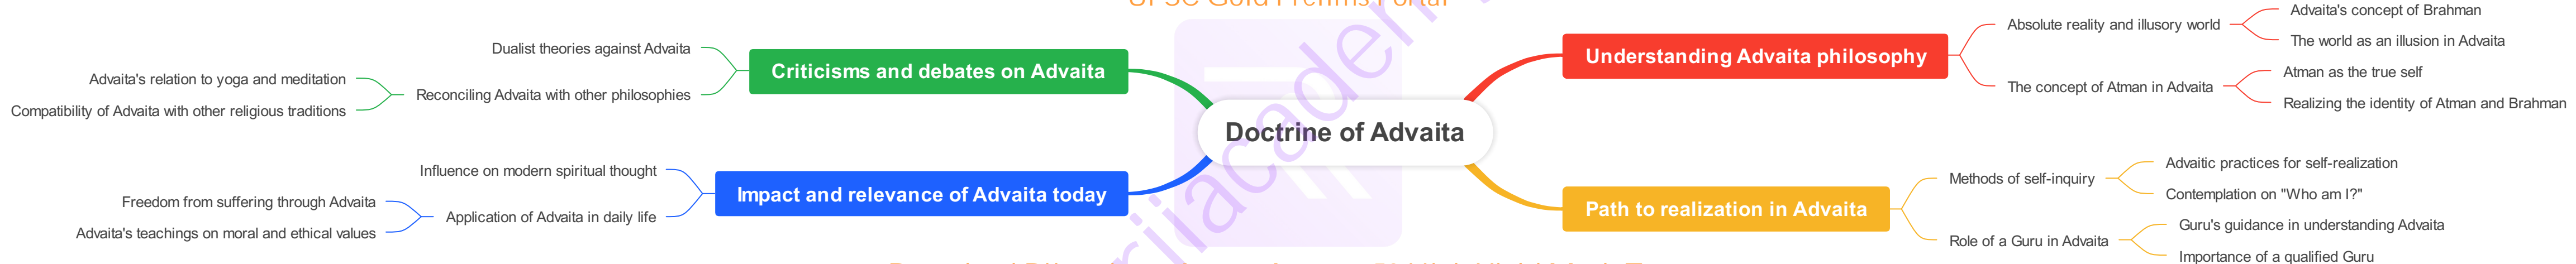 UPSC Gold Prelims Portal
Doctrine of Advaita
Understanding Advaita philosophy
Absolute reality and illusory world
Advaita's concept of Brahman
The world as an illusion in Advaita
The concept of Atman in Advaita
Atman as the true self
Realizing the identity of Atman and Brahman
Path to realization in Advaita
Methods of self-inquiry
Advaitic practices for self-realization
Contemplation on "Who am I?"
Role of a Guru in Advaita
Guru's guidance in understanding Advaita
Importance of a qualified Guru
Criticisms and debates on Advaita
Dualist theories against Advaita
Reconciling Advaita with other philosophies
Advaita's relation to yoga and meditation
Compatibility of Advaita with other religious traditions
Impact and relevance of Advaita today
Influence on modern spiritual thought
Application of Advaita in daily life
Freedom from suffering through Advaita
Advaita's teachings on moral and ethical values